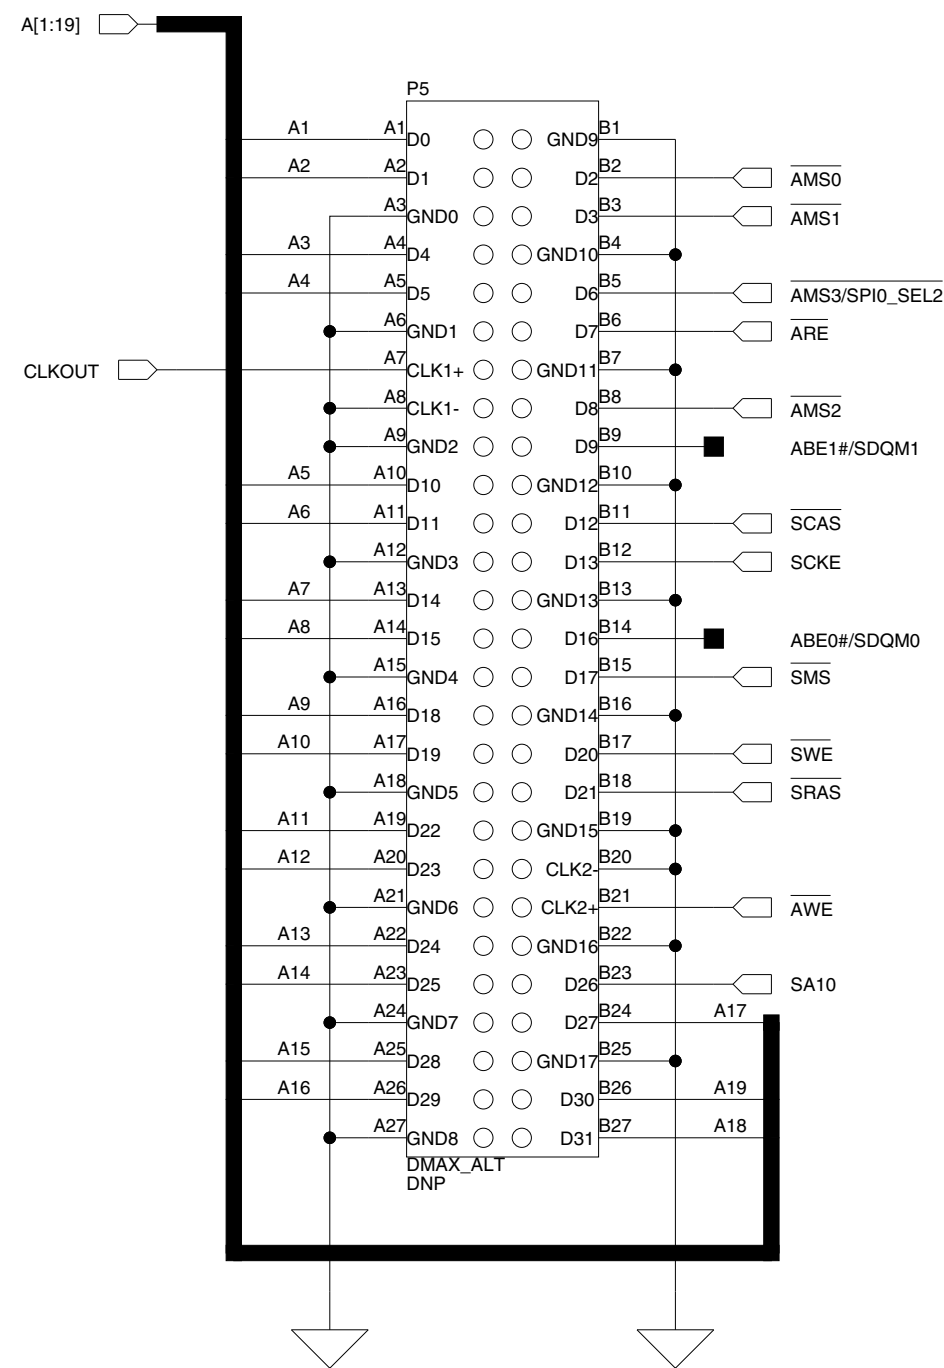 A[1:19]
P5
A1 A1 D0 GND9 B1
A2 A2 D1 D2 B2 AMS0
A3 GND0 D3 B3 AMS1
A3 A4 D4 GND10 B4
A4 A5 D5 D6 B5 AMS3/SPI0_SEL2
A6 GND1 D7 B6 ARE
CLKOUT A7 CLK1+ GND11 B7
A8 CLK1- D8 B8 AMS2
A9 GND2 D9 B9 ABE1#/SDQM1
A5 A10 D10 GND12 B10
A6 A11 D11 D12 B11 SCAS
A12 GND3 D13 B12 SCKE
A7 A13 D14 GND13 B13
A8 A14 D15 D16 B14 ABE0#/SDQM0
A15 GND4 D17 B15 SMS
A9 A16 D18 GND14 B16
A10 A17 D19 D20 B17 SWE
A18 GND5 D21 B18 SRAS
A11 A19 D22 GND15 B19
A12 A20 D23 CLK2- B20
A21 GND6 CLK2+ B21 AWE
A13 A22 D24 GND16 B22
A14 A23 D25 D26 B23 SA10
A24 GND7 D27 B24 A17
A15 A25 D28 GND17 B25
A16 A26 D29 D30 B26 A19
A27 GND8 D31 B27 A18
DMAX_ALT
DNP